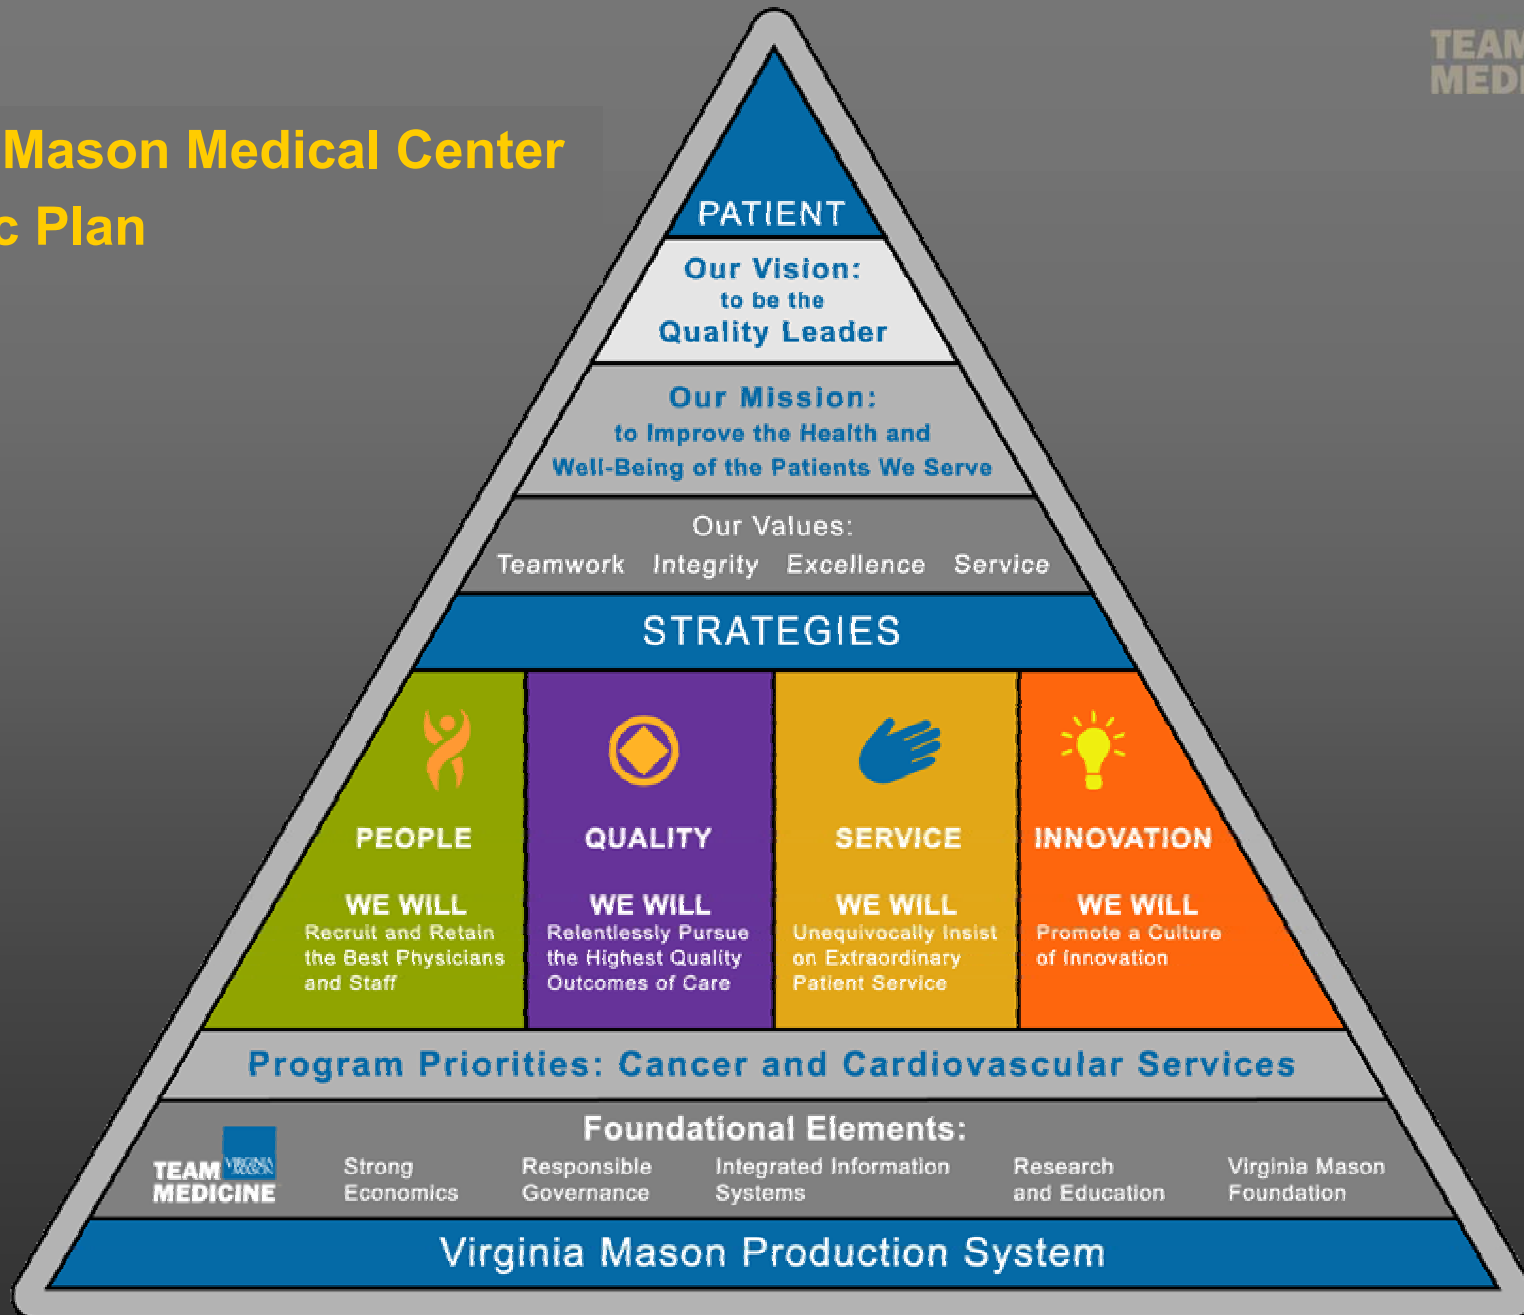 TEAM
MEDI
Mason Medical Center
c Plan
PATIENT
Our Vision:
to be the
Quality Leader
Our Mission:
to Improve the Health and
Well-Being of the Patients We Serve
Our Values:
Teamwork Integrity Excellence Service
STRATEGIES
PEOPLE
WE WILL
Recruit and Retain
the Best Physicians
and Staff
QUALITY
WE WILL
Relentlessly Pursue
the Highest Quality
Outcomes of Care
SERVICE
WE WILL
Unequivocally Insist
on Extraordinary
Patient Service
INNOVATION
WE WILL
Promote a Culture
of Innovation
Program Priorities: Cancer and Cardiovascular Services
Foundational Elements:
VIRGINIA
MASON
TEAM
MEDICINE
Strong
Economics
Responsible
Governance
Integrated Information
Systems
Research
and Education
Virginia Mason
Foundation
Virginia Mason Production System